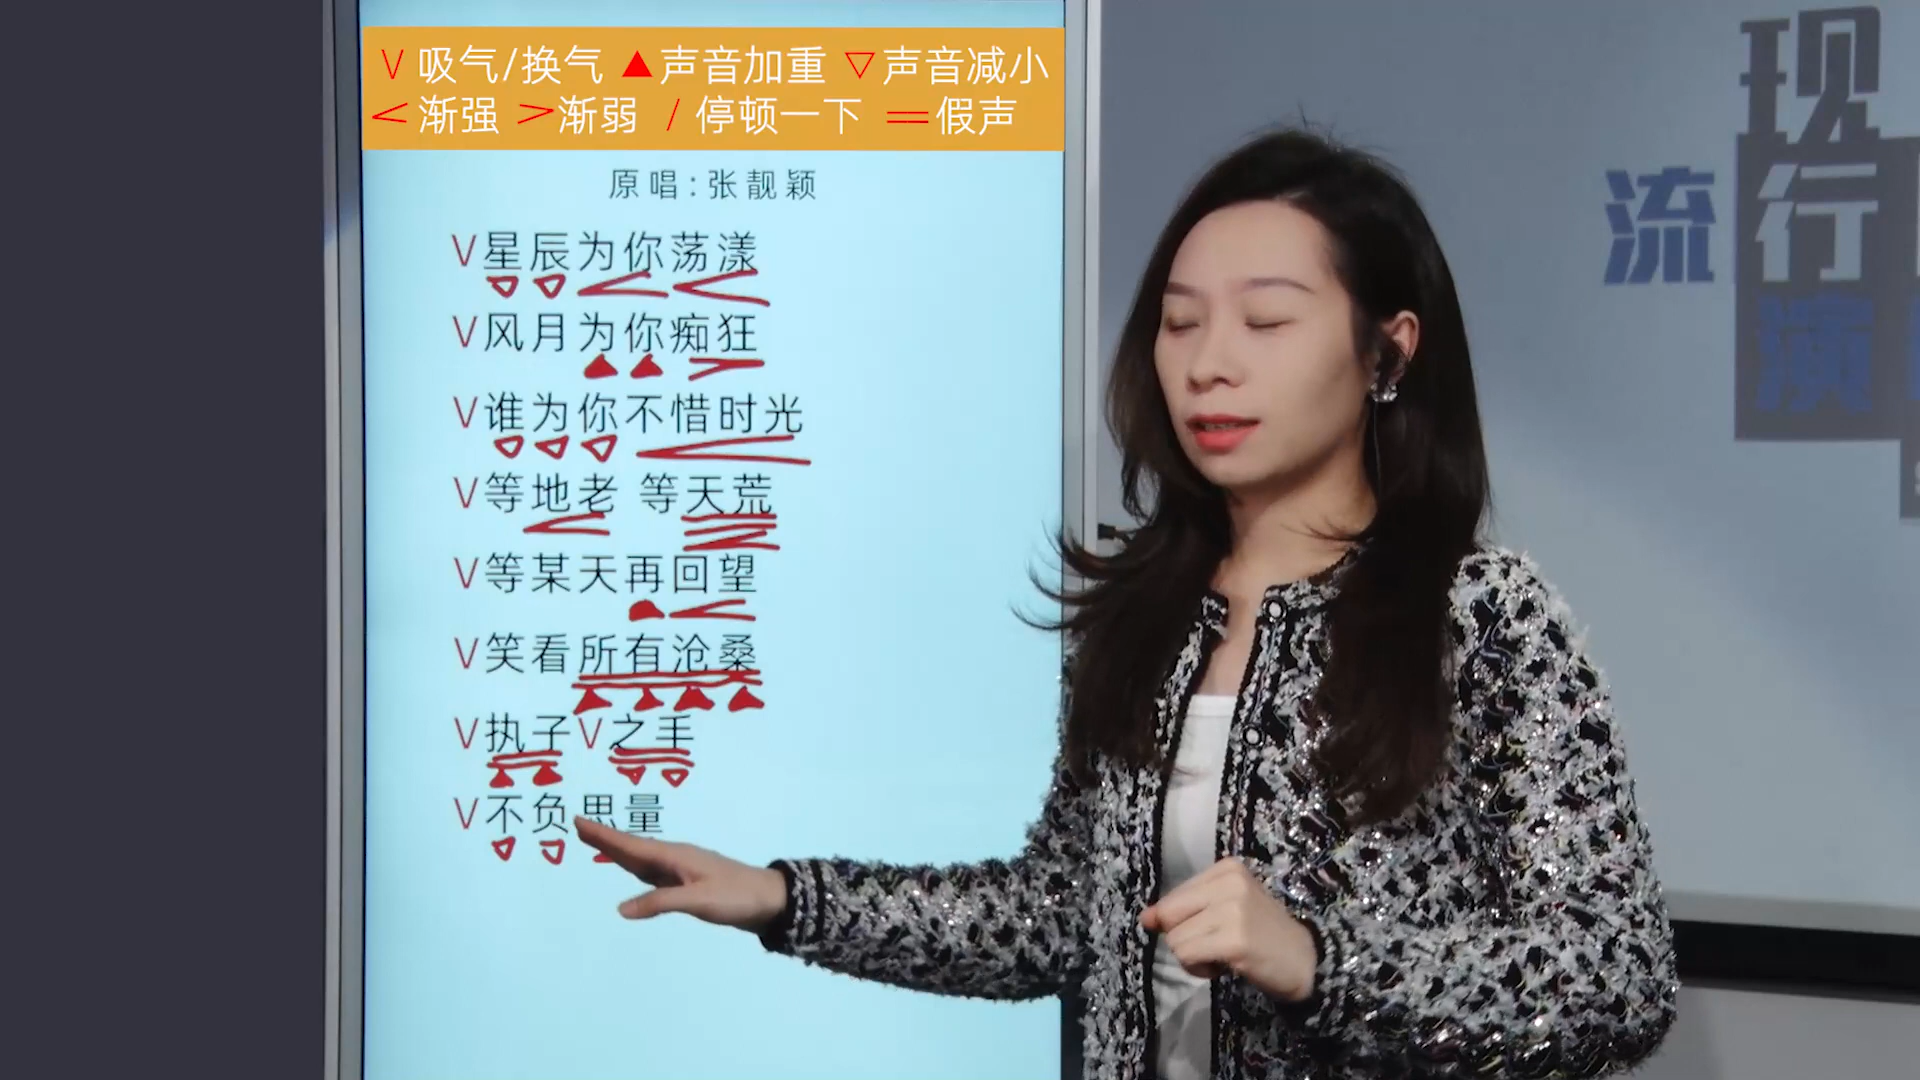 V 吸气/换气 ▲声音加重 ▽声音减小
< 渐强 >渐弱 / 停顿一下 ═假声
原唱:张靓颖
V星辰为你荡漾
V风月为你痴狂
V谁为你不惜时光
V等地老 等天荒
V等某天再回望
V笑看所有沧桑
V执子V之手
V不负思量
现
流行
演